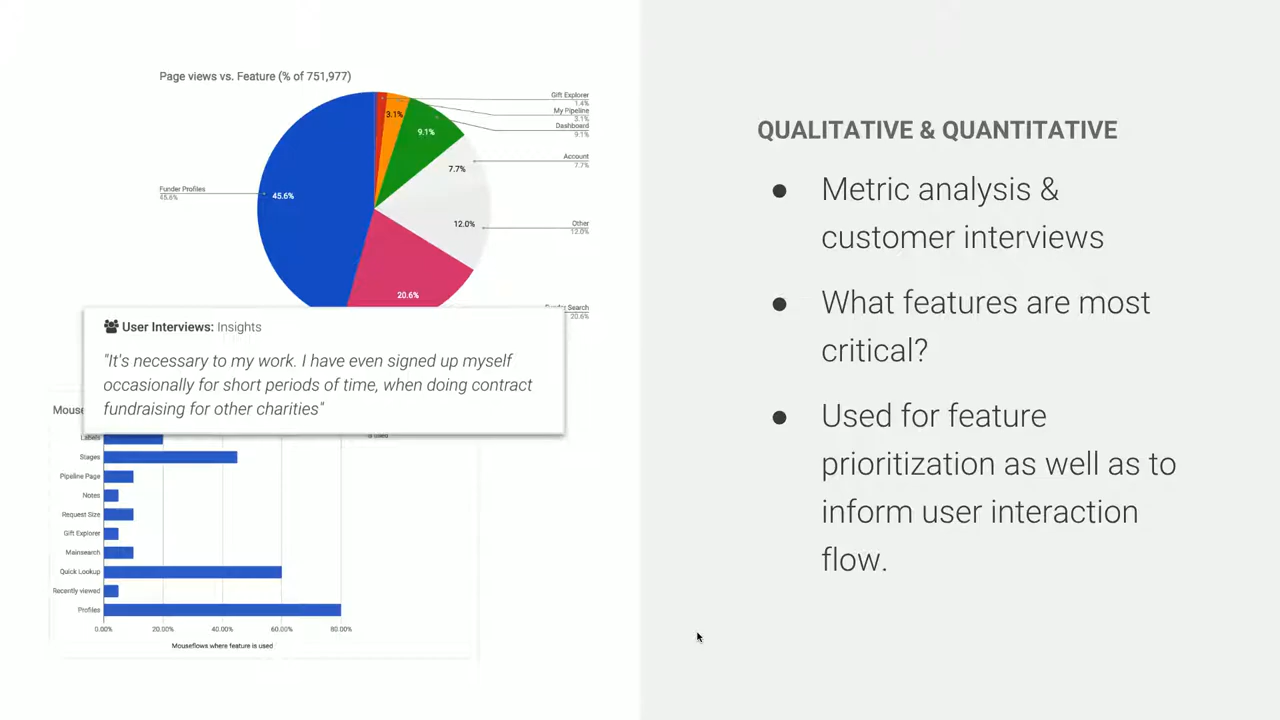 Page views vs. Feature (% of 751,977)
Gift Explorer
1.4%
My Pipeline
3.1%
Dashboard
9.1%
Account
7.7%
Other
12.0%
Search
20.6%
Funder Profiles
45.6%
3.1%
9.1%
7.7%
12.0%
20.6%
45.6%
User Interviews: Insights
"It's necessary to my work. I have even signed up myself
occasionally for short periods of time, when doing contract
fundraising for other charities"
Mouse
is used
Labels
Stages
Pipeline Page
Notes
Request Size
Gift Explorer
Mainsearch
Quick Lookup
Recently viewed
Profiles
0.00% 20.00% 40.00% 60.00% 80.00%
Mouseflows where feature is used
QUALITATIVE & QUANTITATIVE
● Metric analysis &
customer interviews
● What features are most
critical?
● Used for feature
prioritization as well as to
inform user interaction
flow.